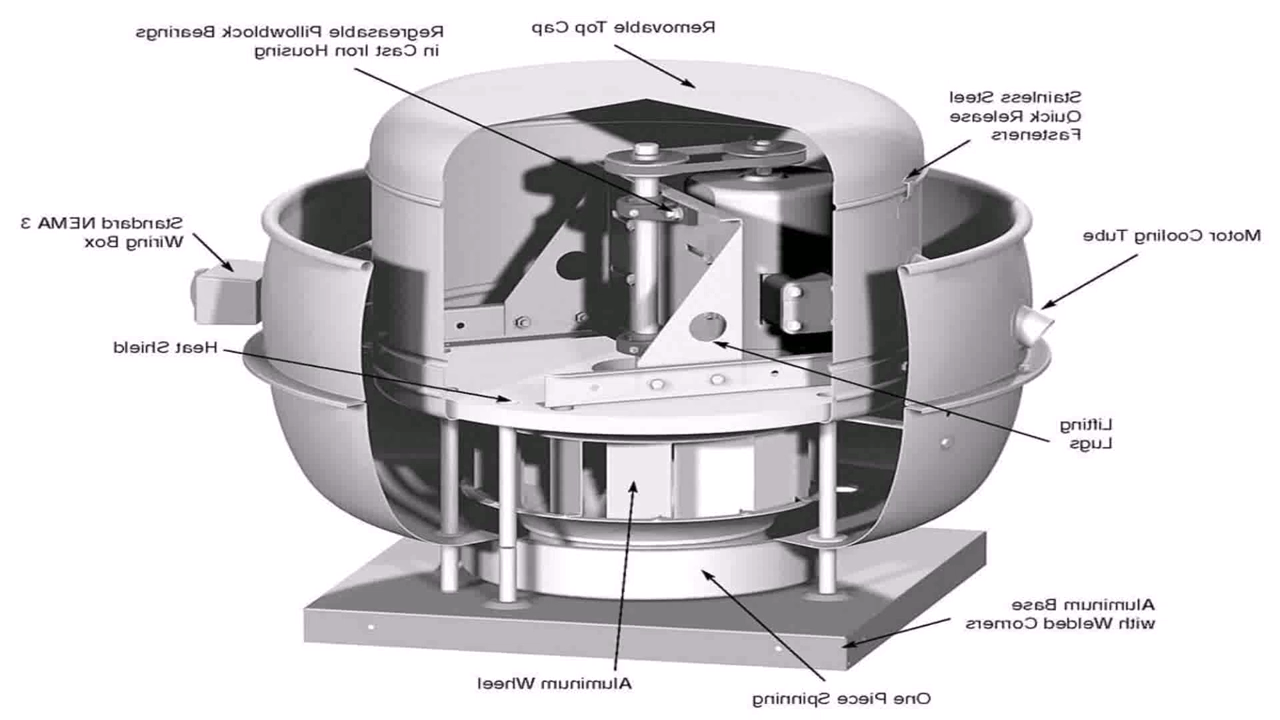 Regreasable Pillowblock Bearings
in Cast Iron Housing
Removable Top Cap
Stainless Steel
Quick Release
Fasteners
Standard NEMA 3
Wiring Box
Motor Cooling Tube
Heat Shield
Lifting
Lugs
Aluminum Base
with Welded Corners
Aluminum Wheel
One Piece Spinning